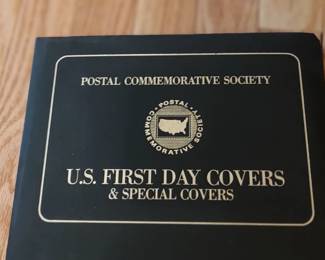 POSTAL COMMEMORATIVE SOCIETY
POSTAL
COMMEMORATIVE SOCIETY
U.S. FIRST DAY COVERS
& SPECIAL COVERS